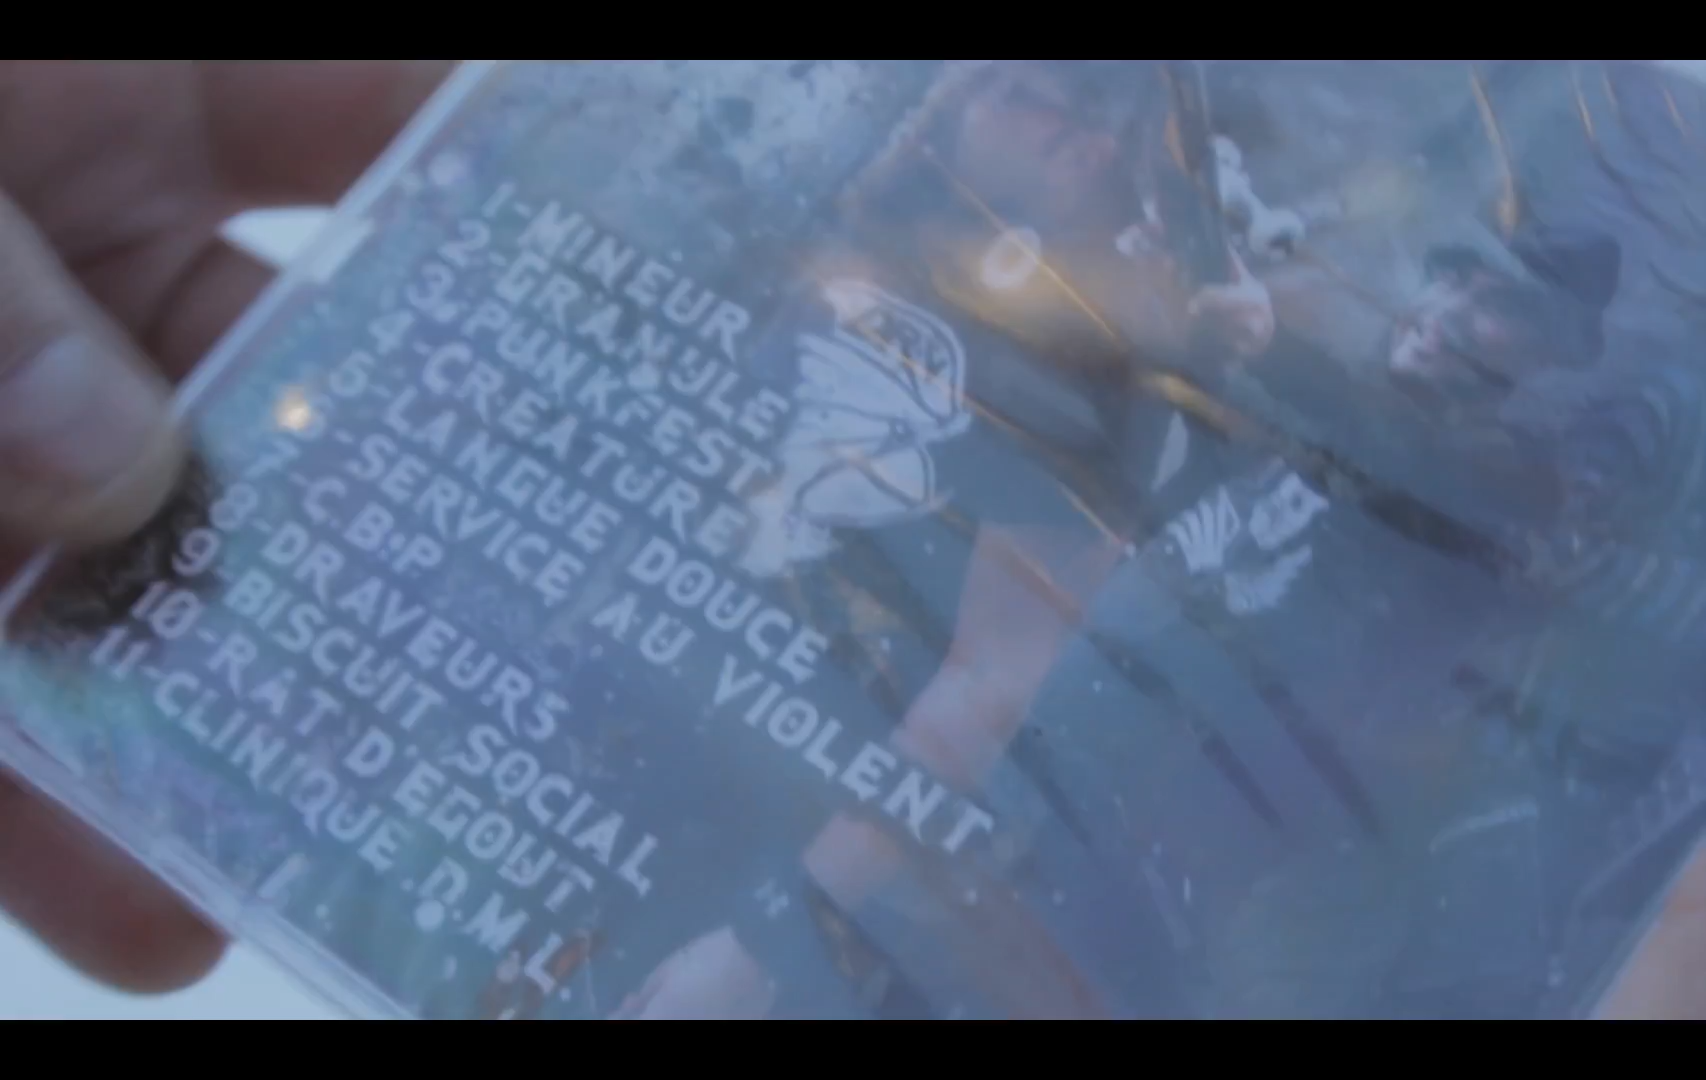 1-MINEUR
2-GRANULE
3-PUNKFEST
4-CREATURE
5-LANGUE DOUCE
6-SERVICE AU VIOLENT
7-C.B.P
8-DRAVEURS
9-BISCUIT SOCIAL
10-RAT D'EGOUT
11-CLINIQUE D.M.L.